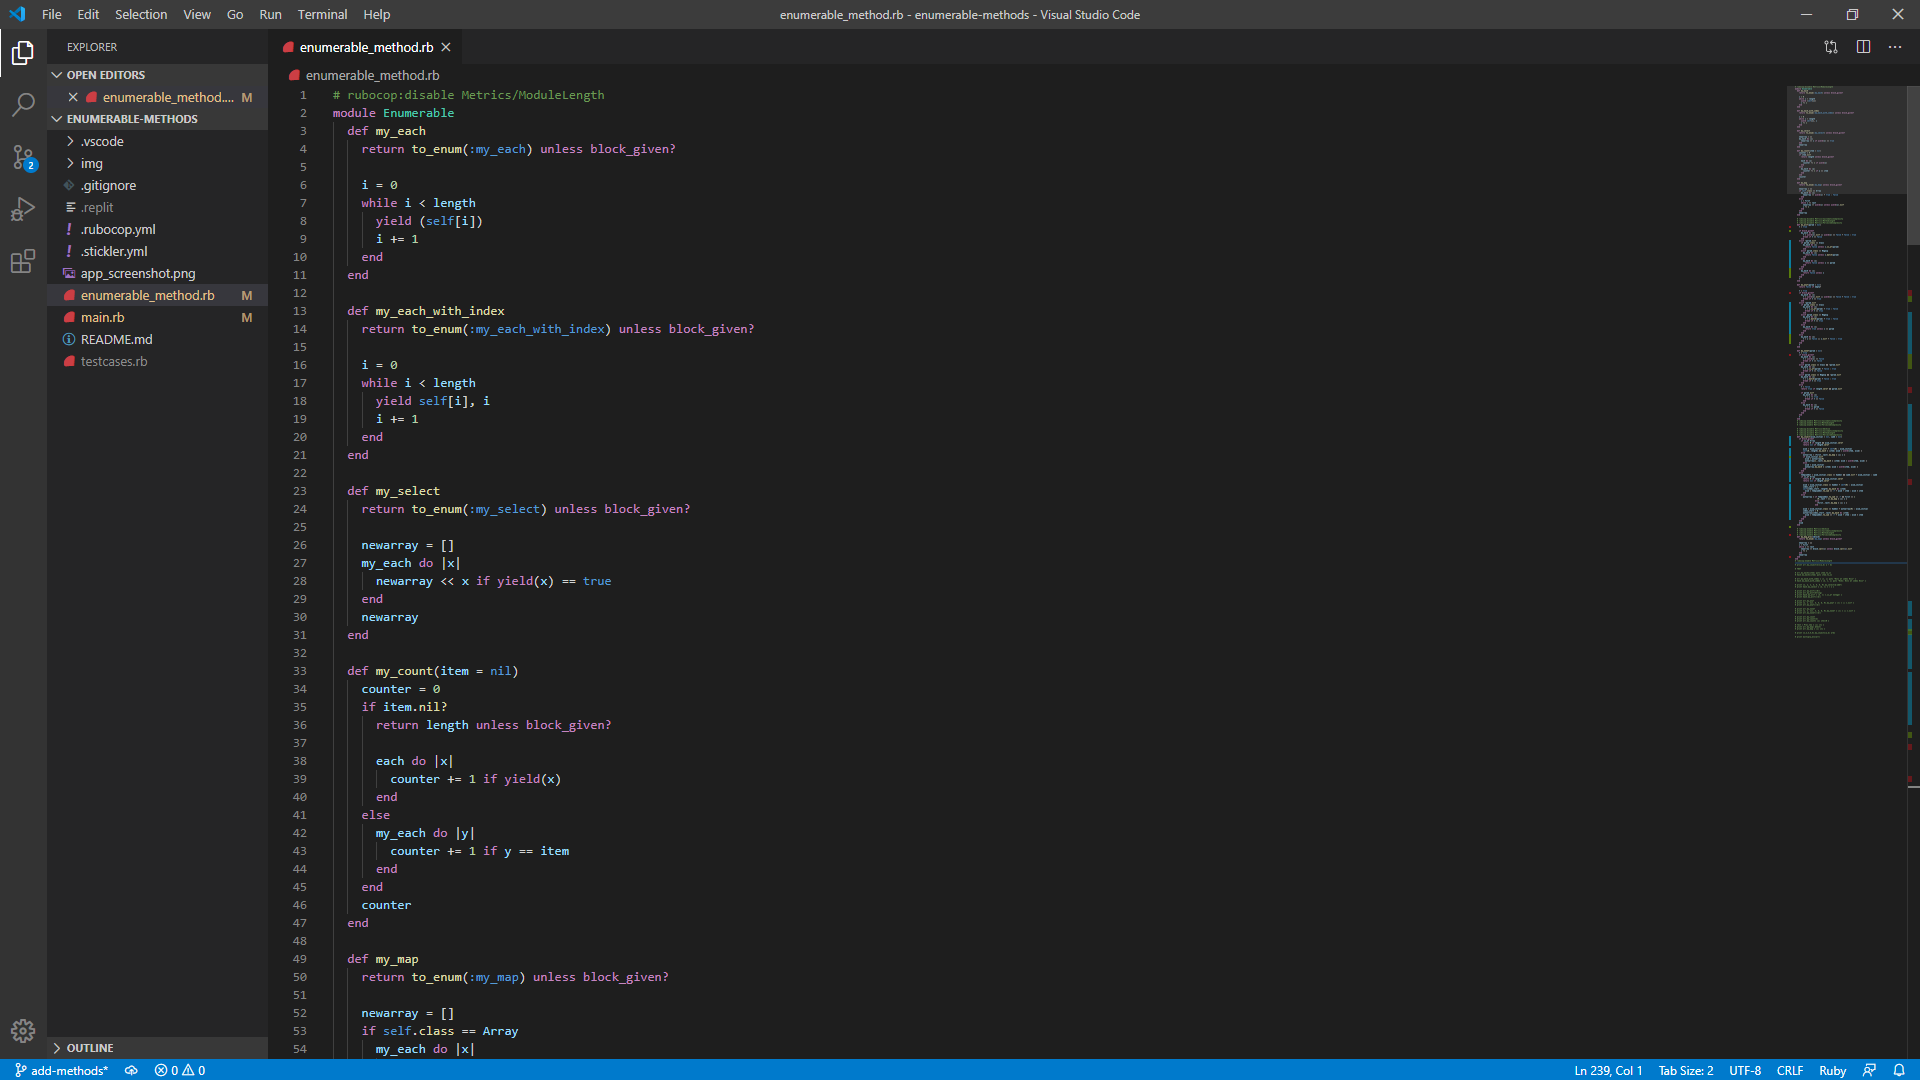 File Edit Selection View Go Run Terminal Help
enumerable_method.rb - enumerable-methods - Visual Studio Code
EXPLORER
OPEN EDITORS
enumerable_method.... M
ENUMERABLE-METHODS
.vscode
img
.gitignore
.replit
.rubocop.yml
.stickler.yml
app_screenshot.png
enumerable_method.rb M
main.rb M
README.md
testcases.rb
OUTLINE
2
enumerable_method.rb
enumerable_method.rb
1 # rubocop:disable Metrics/ModuleLength
2 module Enumerable
3 def my_each
4 return to_enum(:my_each) unless block_given?
5
6 i = 0
7 while i < length
8 yield (self[i])
9 i += 1
10 end
11 end
12
13 def my_each_with_index
14 return to_enum(:my_each_with_index) unless block_given?
15
16 i = 0
17 while i < length
18 yield self[i], i
19 i += 1
20 end
21 end
22
23 def my_select
24 return to_enum(:my_select) unless block_given?
25
26 newarray = []
27 my_each do |x|
28 newarray << x if yield(x) == true
29 end
30 newarray
31 end
32
33 def my_count(item = nil)
34 counter = 0
35 if item.nil?
36 return length unless block_given?
37
38 each do |x|
39 counter += 1 if yield(x)
40 end
41 else
42 my_each do |y|
43 counter += 1 if y == item
44 end
45 end
46 counter
47 end
48
49 def my_map
50 return to_enum(:my_map) unless block_given?
51
52 newarray = []
53 if self.class == Array
54 my_each do |x|
add-methods* 0 0
Ln 239, Col 1 Tab Size: 2 UTF-8 CRLF Ruby